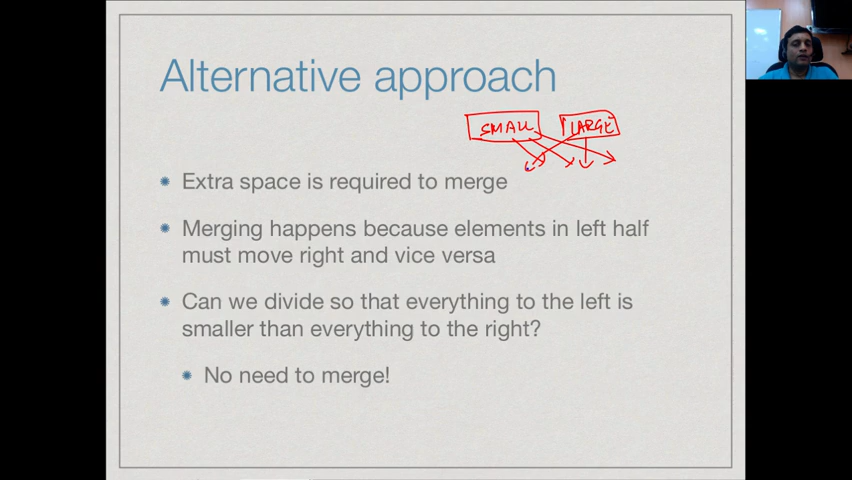 Alternative approach
SMALL LARGE
Extra space is required to merge
Merging happens because elements in left half
must move right and vice versa
Can we divide so that everything to the left is
smaller than everything to the right?
No need to merge!